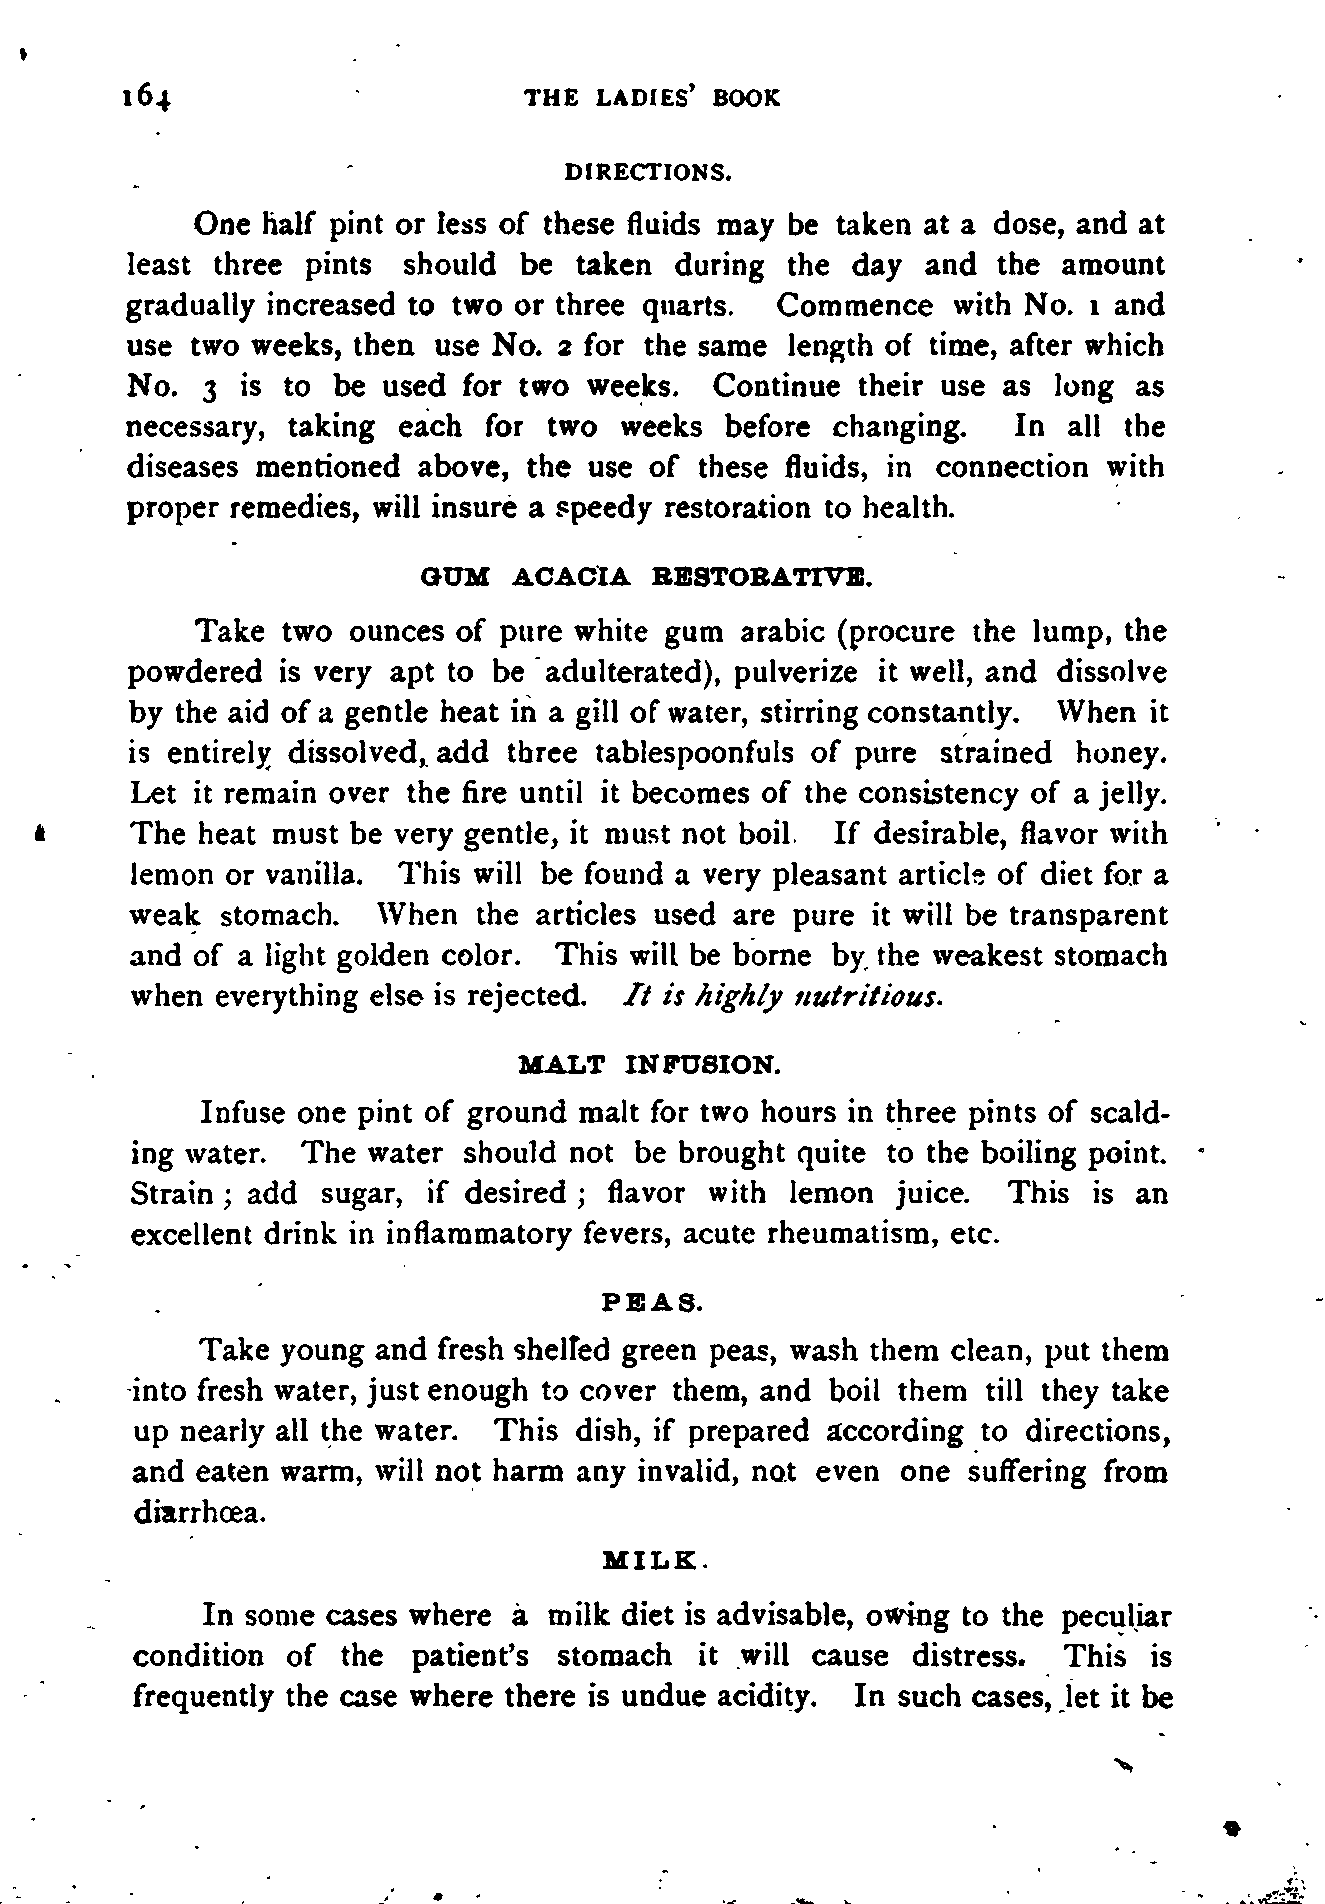 164 THE LADIES' BOOK
DIRECTIONS.
One half pint or less of these fluids may be taken at a dose, and at
least three pints should be taken during the day and the amount
gradually increased to two or three quarts. Commence with No. 1 and
use two weeks, then use No. 2 for the same length of time, after which
No. 3 is to be used for two weeks. Continue their use as long as
necessary, taking each for two weeks before changing. In all the
diseases mentioned above, the use of these fluids, in connection with
proper remedies, will insure a speedy restoration to health.
GUM ACACIA RESTORATIVE.
Take two ounces of pure white gum arabic (procure the lump, the
powdered is very apt to be adulterated), pulverize it well, and dissolve
by the aid of a gentle heat in a gill of water, stirring constantly. When it
is entirely dissolved, add three tablespoonfuls of pure strained honey.
Let it remain over the fire until it becomes of the consistency of a jelly.
The heat must be very gentle, it must not boil. If desirable, flavor with
lemon or vanilla. This will be found a very pleasant article of diet for a
weak stomach. When the articles used are pure it will be transparent
and of a light golden color. This will be borne by the weakest stomach
when everything else is rejected. It is highly nutritious.
MALT INFUSION.
Infuse one pint of ground malt for two hours in three pints of scald-
ing water. The water should not be brought quite to the boiling point.
Strain ; add sugar, if desired ; flavor with lemon juice. This is an
excellent drink in inflammatory fevers, acute rheumatism, etc.
PEAS.
Take young and fresh shelled green peas, wash them clean, put them
into fresh water, just enough to cover them, and boil them till they take
up nearly all the water. This dish, if prepared according to directions,
and eaten warm, will not harm any invalid, not even one suffering from
diarrhœa.
MILK.
In some cases where a milk diet is advisable, owing to the peculiar
condition of the patient's stomach it will cause distress. This is
frequently the case where there is undue acidity. In such cases, let it be